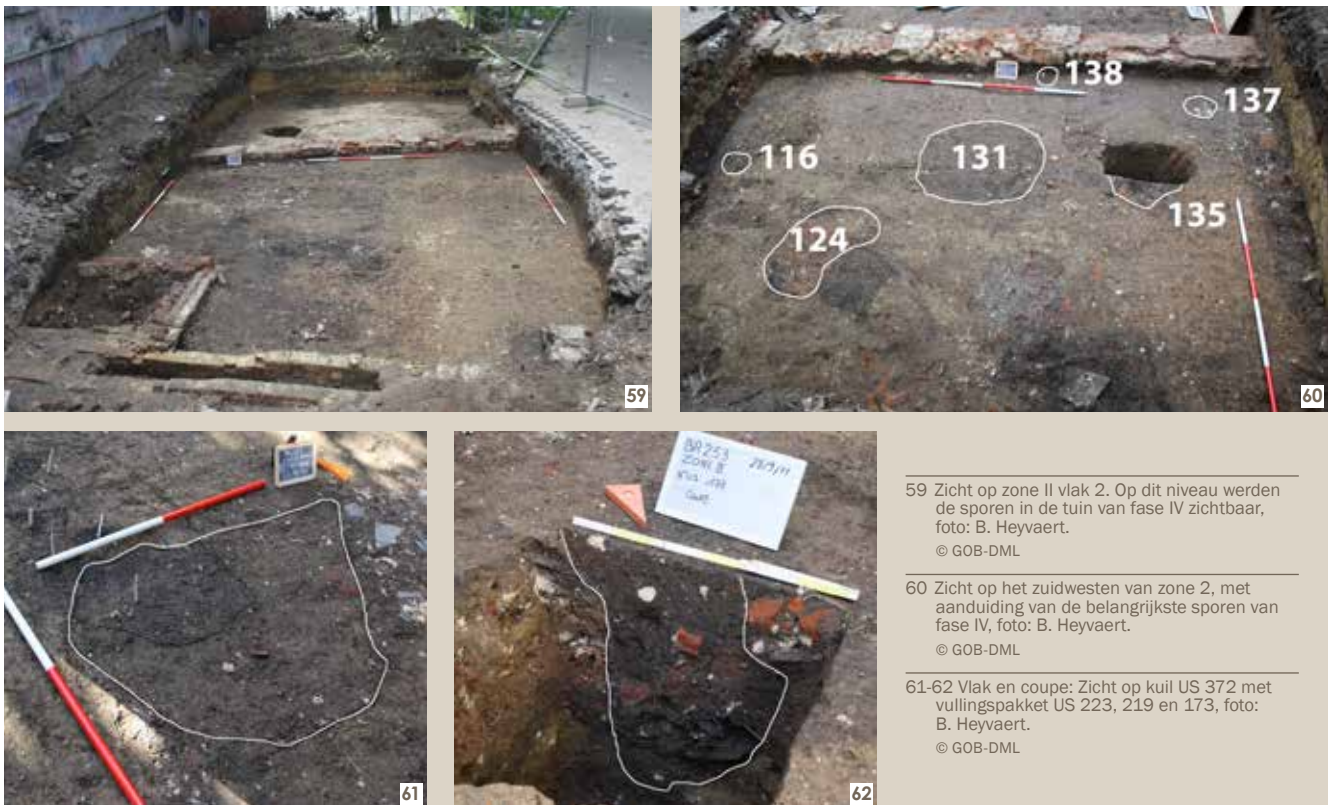 59
138
137
116
131
135
124
60
61
BR253
ZONE II
62
59 Zicht op zone II vlak 2. Op dit niveau werden
de sporen in de tuin van fase IV zichtbaar,
foto: B. Heyvaert.
© GOB-DML
60 Zicht op het zuidwesten van zone 2, met
aanduiding van de belangrijkste sporen van
fase IV, foto: B. Heyvaert.
© GOB-DML
61-62 Vlak en coupe: Zicht op kuil US 372 met
vullingspakket US 223, 219 en 173, foto:
B. Heyvaert.
© GOB-DML